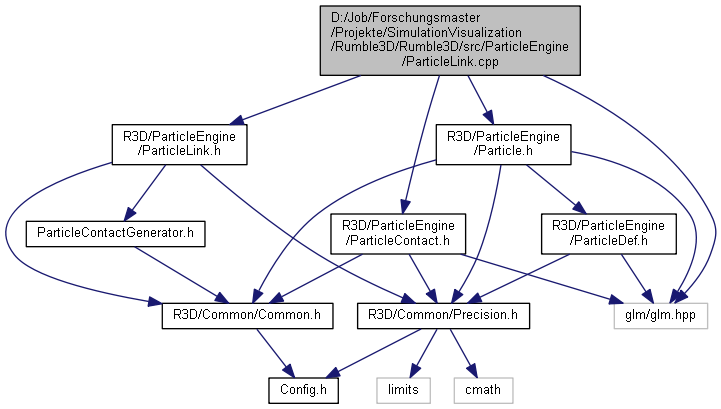 D:/Job/Forschungsmaster
/Projekte/SimulationVisualization
/Rumble3D/Rumble3D/src/ParticleEngine
/ParticleLink.cpp
R3D/ParticleEngine
/ParticleLink.h
R3D/ParticleEngine
/Particle.h
ParticleContactGenerator.h
R3D/ParticleEngine
/ParticleContact.h
R3D/ParticleEngine
/ParticleDef.h
R3D/Common/Common.h
R3D/Common/Precision.h
glm/glm.hpp
Config.h
limits
cmath